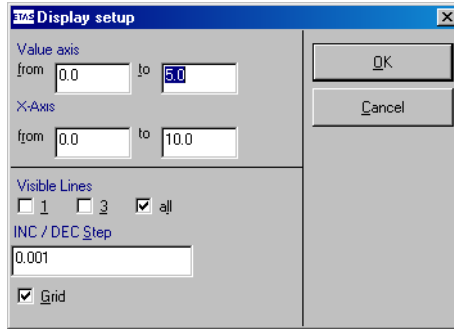 ETAS Display setup
Value axis
from 0.0 to 5.0
OK
X-Axis
Cancel
from 0.0 to 10.0
Visible Lines
1 3 all
INC / DEC Step
0.001
Grid